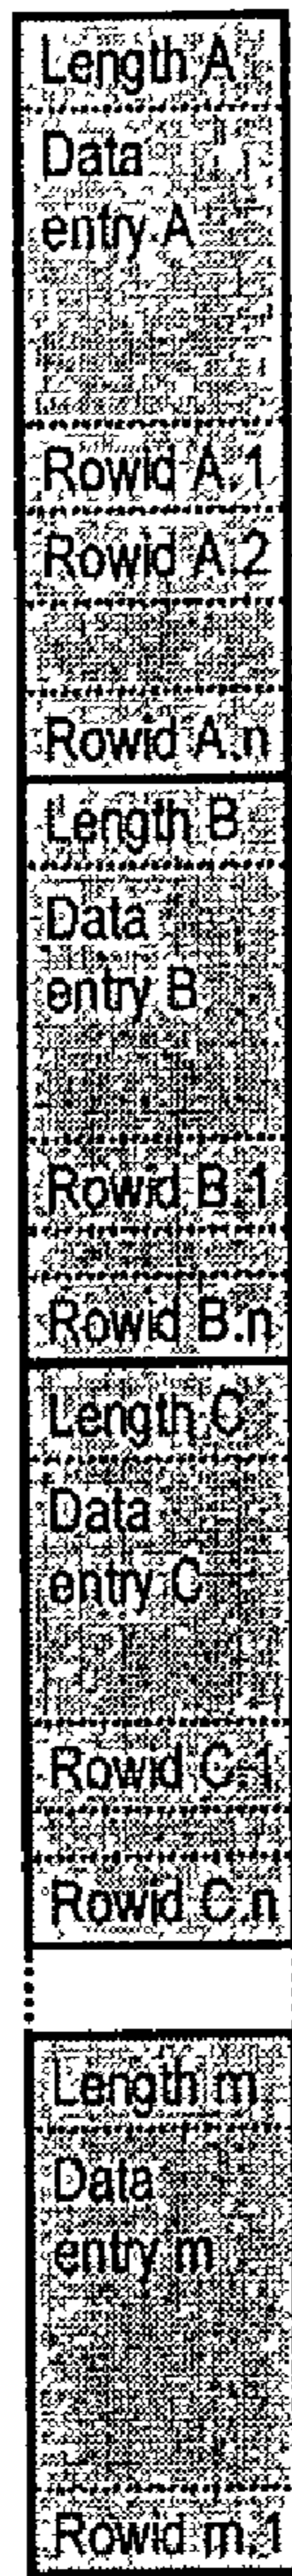 Length A
Data
entry A
Rowid A.1
Rowid A.2
Rowid A.n
Length B
Data
entry B
Rowid B.1
Rowid B.n
Length C
Data
entry C
Rowid C.1
Rowid C.n
Length m
Data
entry m
Rowid m.1